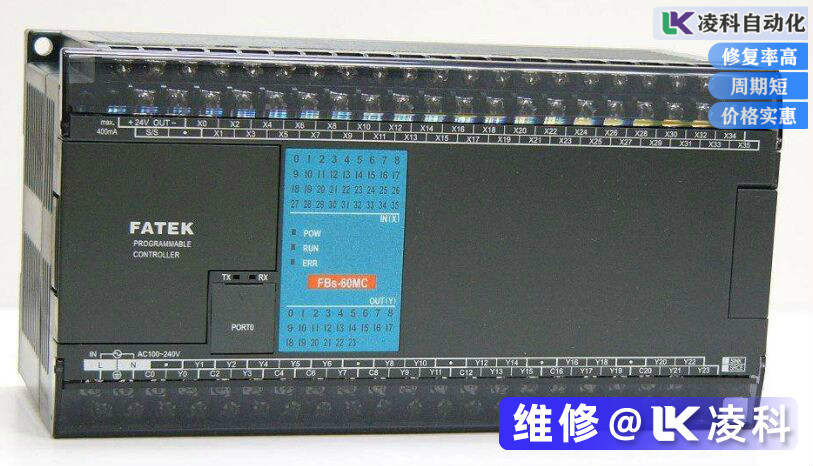 LK 凌科自动化
修复率高
周期短
价格实惠
max. 400mA
+ 24V OUT − X0 X2 X4 X6 X8 X10 X12 X14 X16 X18 X20 X22 X24 X26 X28 X30 X32 X34
S/S • X1 X3 X5 X7 X9 X11 X13 X15 X17 X19 X21 X23 X25 X27 X29 X31 X33 X35
0 1 2 3 4 5 6 7 8
9 10 11 12 13 14 15 16 17
18 19 20 21 22 23 24 25 26
27 28 29 30 31 32 33 34 35
IN(X)
FATEK
PROGRAMMABLE
CONTROLLER
POW
RUN
ERR
TX RX
FBs-60MC
OUT(Y)
PORT0
0 1 2 3 4 5 6 7 8
9 10 11 12 13 14 15 16 17
18 19 20 21 22 23
IN AC100~240V
L N • Y1 Y2 Y4 Y5 Y6 • Y8 Y10 • Y12 Y14 • Y16 Y18 • Y20 Y22
C0 Y0 C2 Y3 C4 C6 Y7 C8 Y9 Y11 C12 Y13 Y15 C16 Y17 Y19 C20 Y21 Y23
SINK
SRCE
维修@LK 凌科